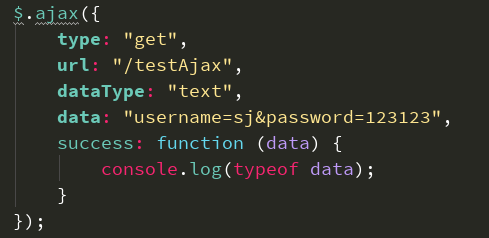 $.ajax({
    type: "get",
    url: "/testAjax",
    dataType: "text",
    data: "username=sj&password=123123",
    success: function (data) {
        console.log(typeof data);
    }
});